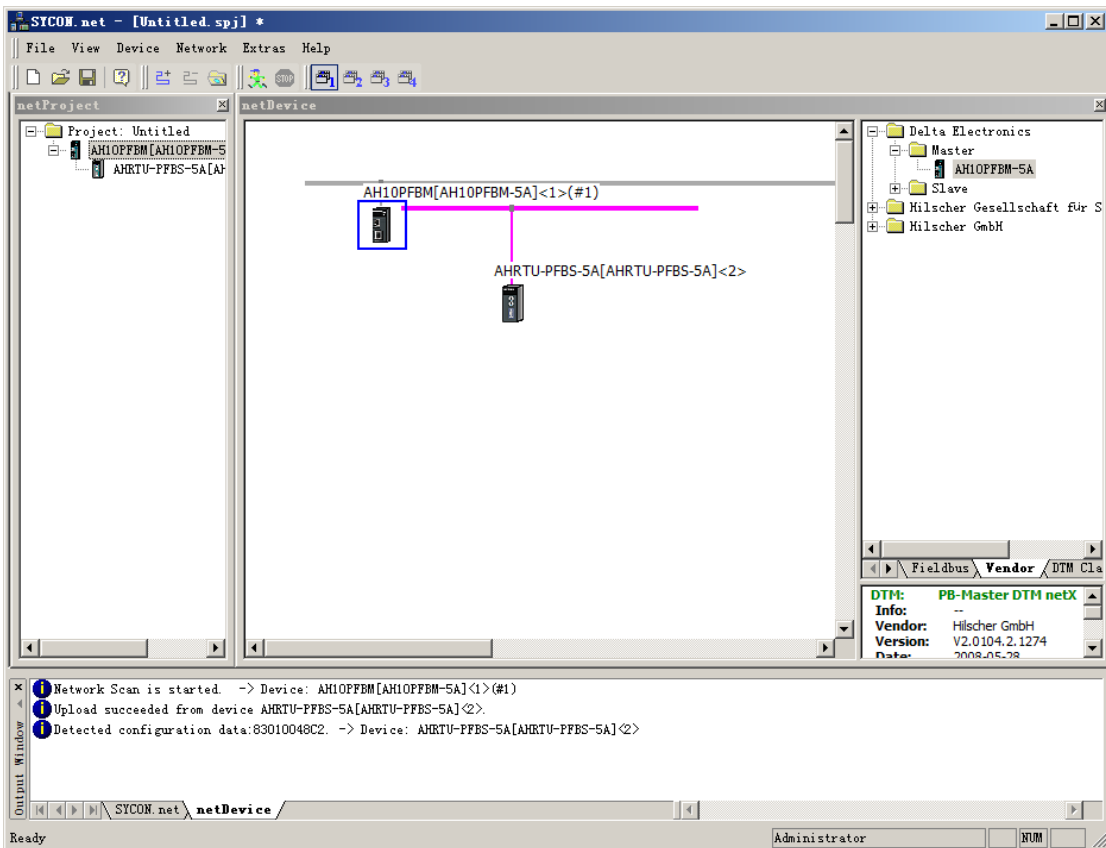 SYCON.net - [Untitled.spj] *
File View Device Network Extras Help
netProject
Project: Untitled
AH10PFBM[AH10PFBM-5
AHRTU-PFBS-5A[AH
netDevice
AH10PFBM[AH10PFBM-5A]<1>(#1)
AHRTU-PFBS-5A[AHRTU-PFBS-5A]<2>
Delta Electronics
Master
AH10PFBM-5A
Slave
Hilscher Gesellschaft für S
Hilscher GmbH
Fieldbus Vendor DTM Cla
DTM: PB-Master DTM netX
Info: --
Vendor: Hilscher GmbH
Version: V2.0104.2.1274
Date: 2008-05-28
Output Window
Network Scan is started. -> Device: AH10PFBM[AH10PFBM-5A]<1>(#1)
Upload succeeded from device AHRTU-PFBS-5A[AHRTU-PFBS-5A]<2>.
Detected configuration data:83010048C2. -> Device: AHRTU-PFBS-5A[AHRTU-PFBS-5A]<2>
SYCON.net netDevice
Ready Administrator NUM